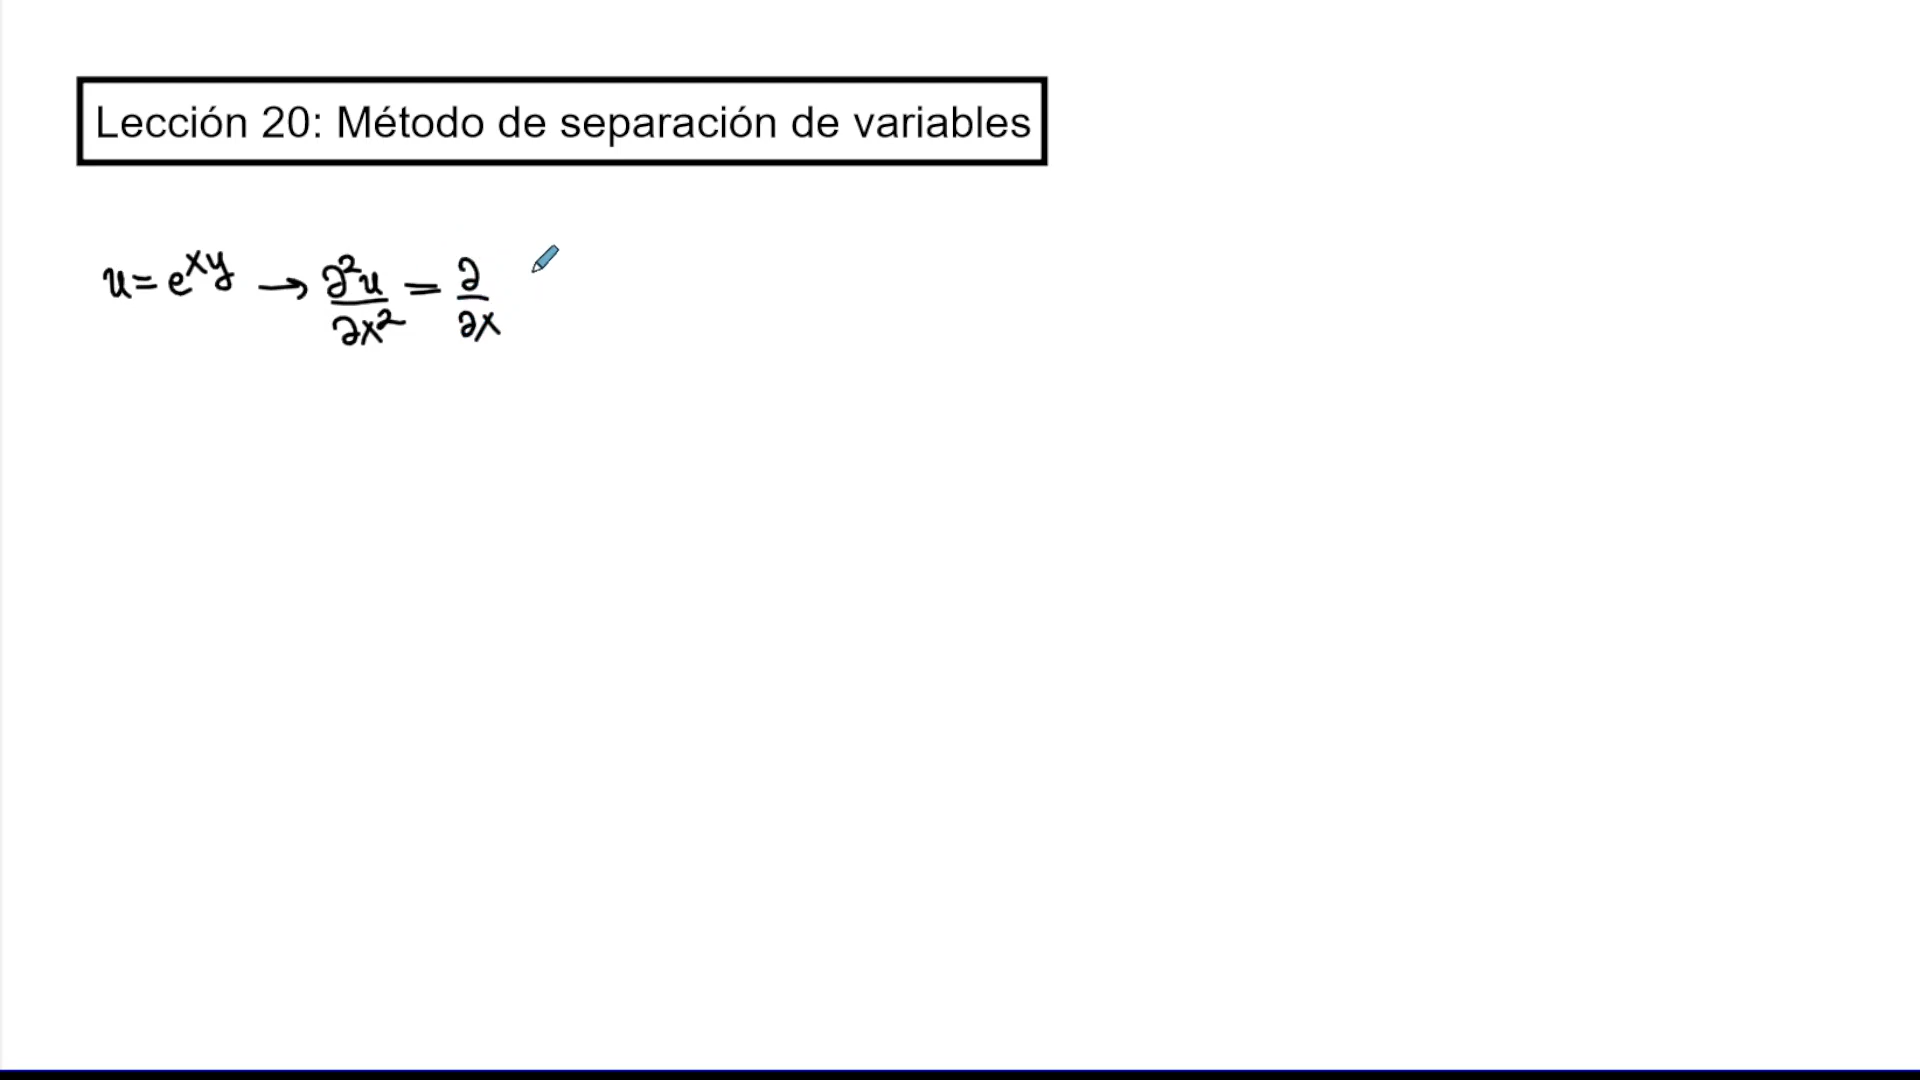 Lección 20: Método de separación de variables
u = e^{xy} → ∂²u/∂x² = ∂/∂x